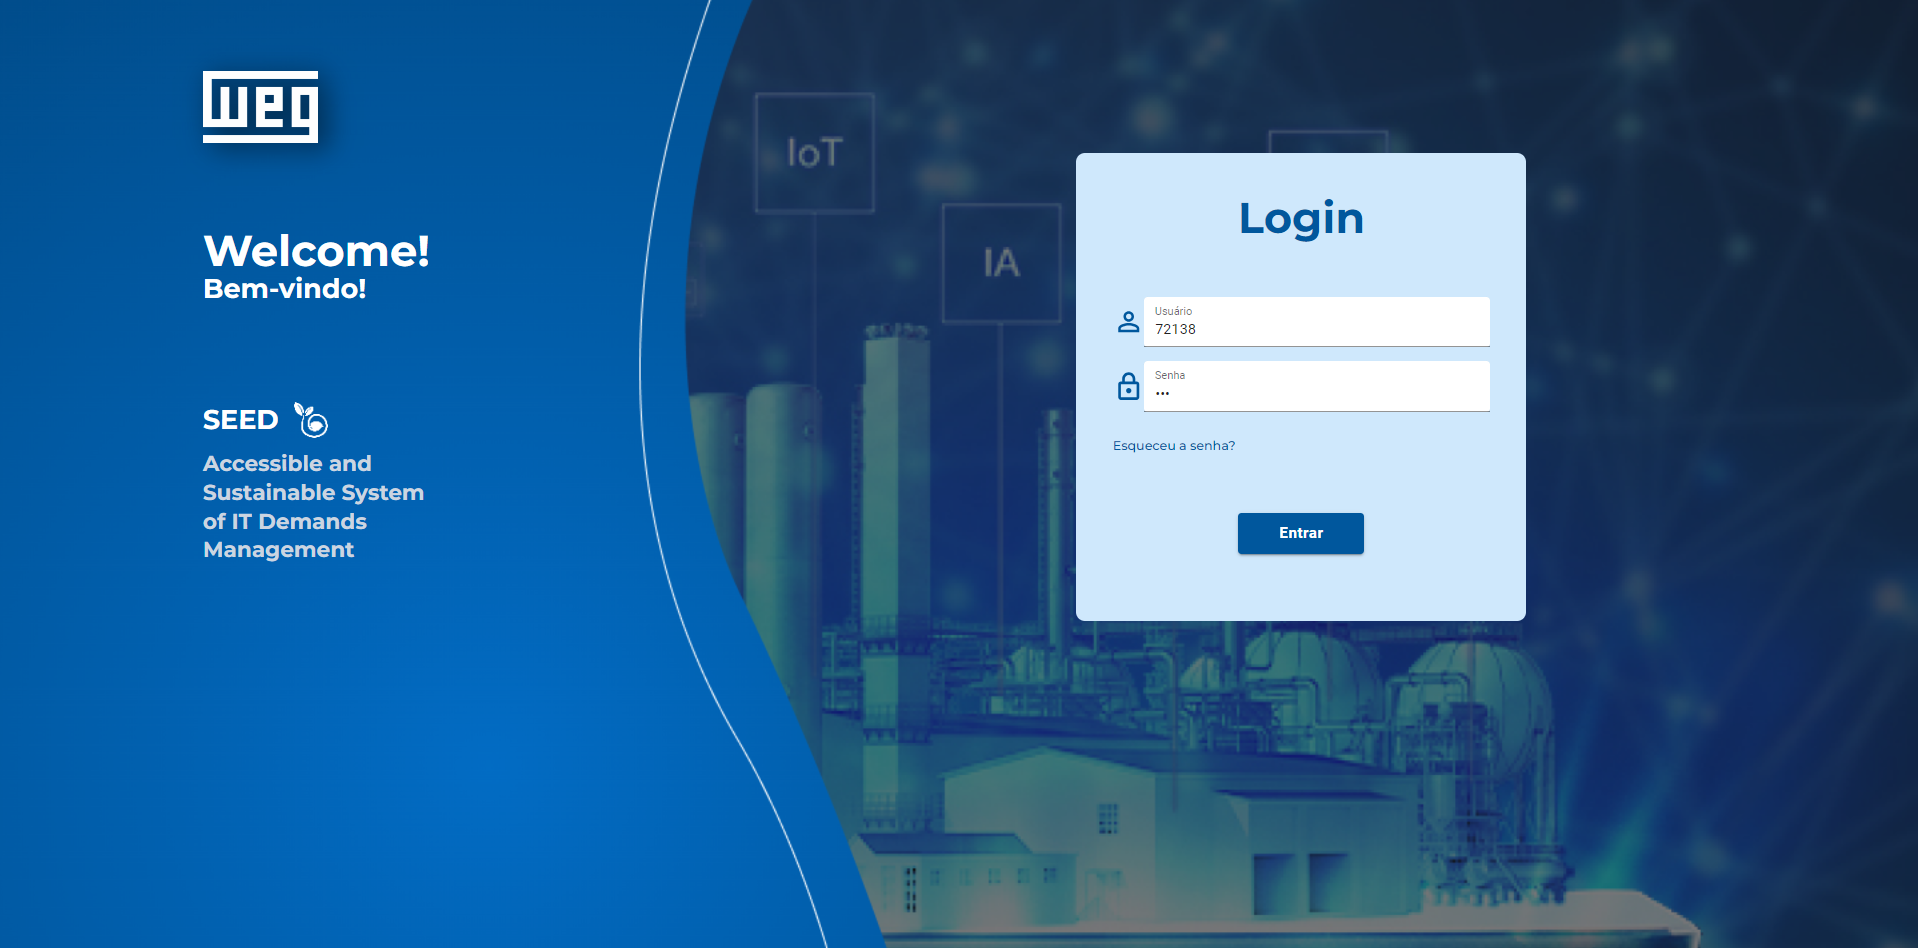 weg
Welcome!
Bem-vindo!
SEED
Accessible and
Sustainable System
of IT Demands
Management
IoT
IA
Login
Usuário
72138
Senha
•••
Esqueceu a senha?
Entrar